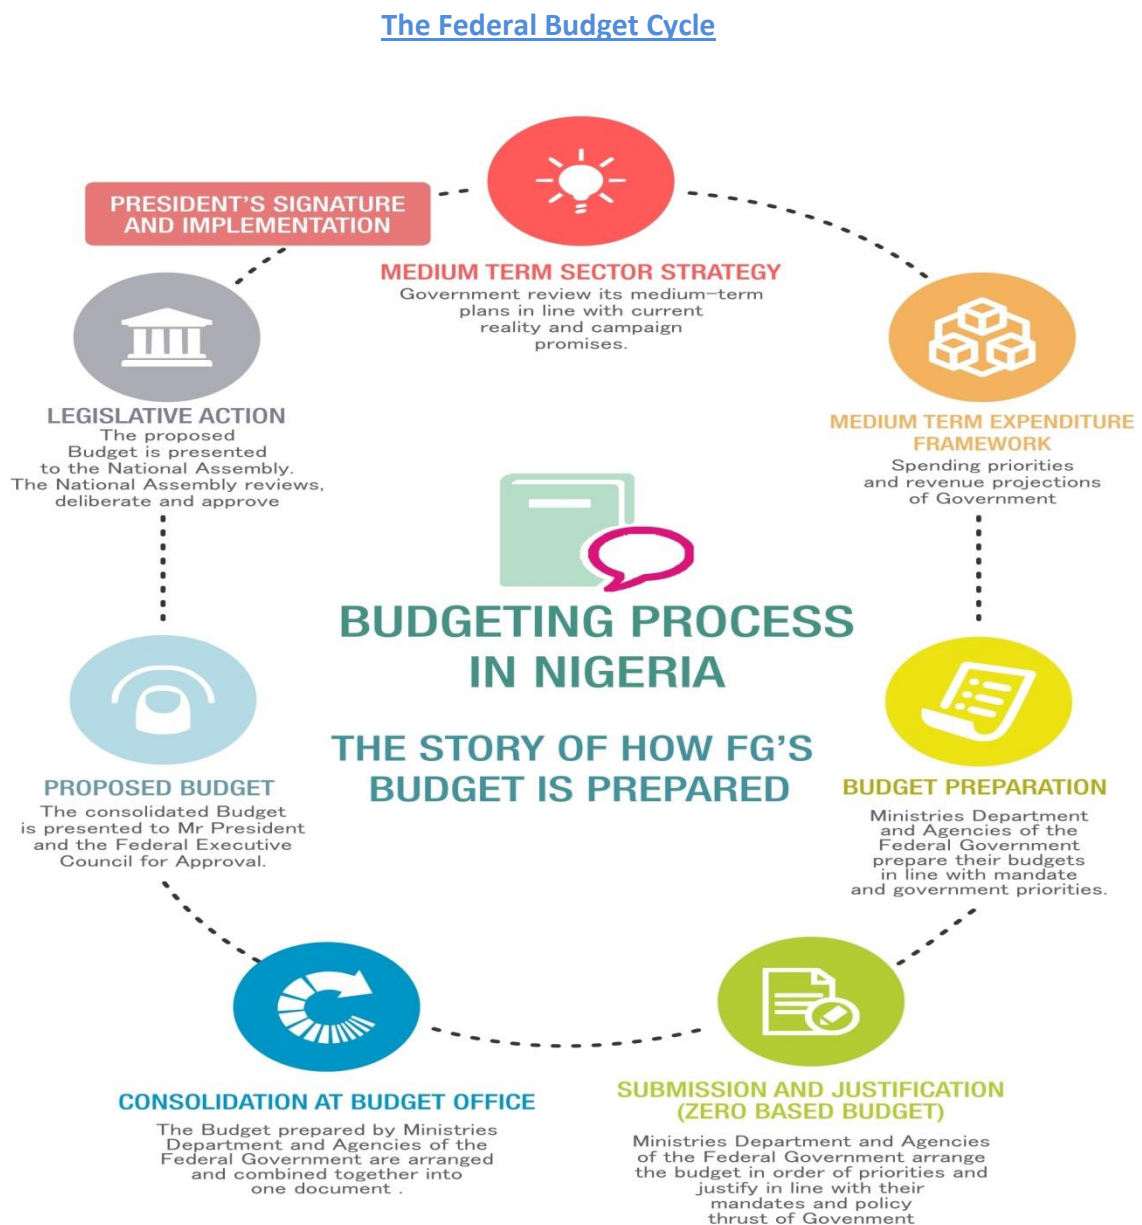 The Federal Budget Cycle
PRESIDENT'S SIGNATURE
AND IMPLEMENTATION
MEDIUM TERM SECTOR STRATEGY
Government review its medium-term
plans in line with current
reality and campaign
promises.
MEDIUM TERM EXPENDITURE
FRAMEWORK
Spending priorities
and revenue projections
of Government
BUDGET PREPARATION
Ministries Department
and Agencies of the
Federal Government
prepare their budgets
in line with mandate
and government priorities.
SUBMISSION AND JUSTIFICATION
(ZERO BASED BUDGET)
Ministries Department and Agencies
of the Federal Government arrange
the budget in order of priorities and
justify in line with their
mandates and policy
thrust of Govenment
CONSOLIDATION AT BUDGET OFFICE
The Budget prepared by Ministries
Department and Agencies of the
Federal Government are arranged
and combined together into
one document .
PROPOSED BUDGET
The consolidated Budget
is presented to Mr President
and the Federal Executive
Council for Approval.
LEGISLATIVE ACTION
The proposed
Budget is presented
to the National Assembly.
The National Assembly reviews,
deliberate and approve
BUDGETING PROCESS
IN NIGERIA
THE STORY OF HOW FG'S
BUDGET IS PREPARED